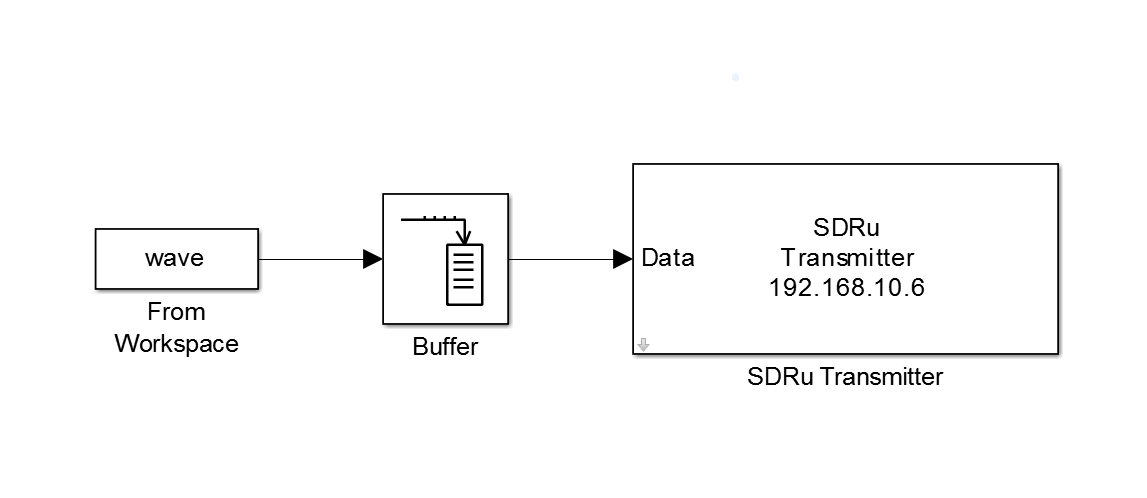 wave
From
Workspace
Buffer
Data
SDRu
Transmitter
192.168.10.6
SDRu Transmitter